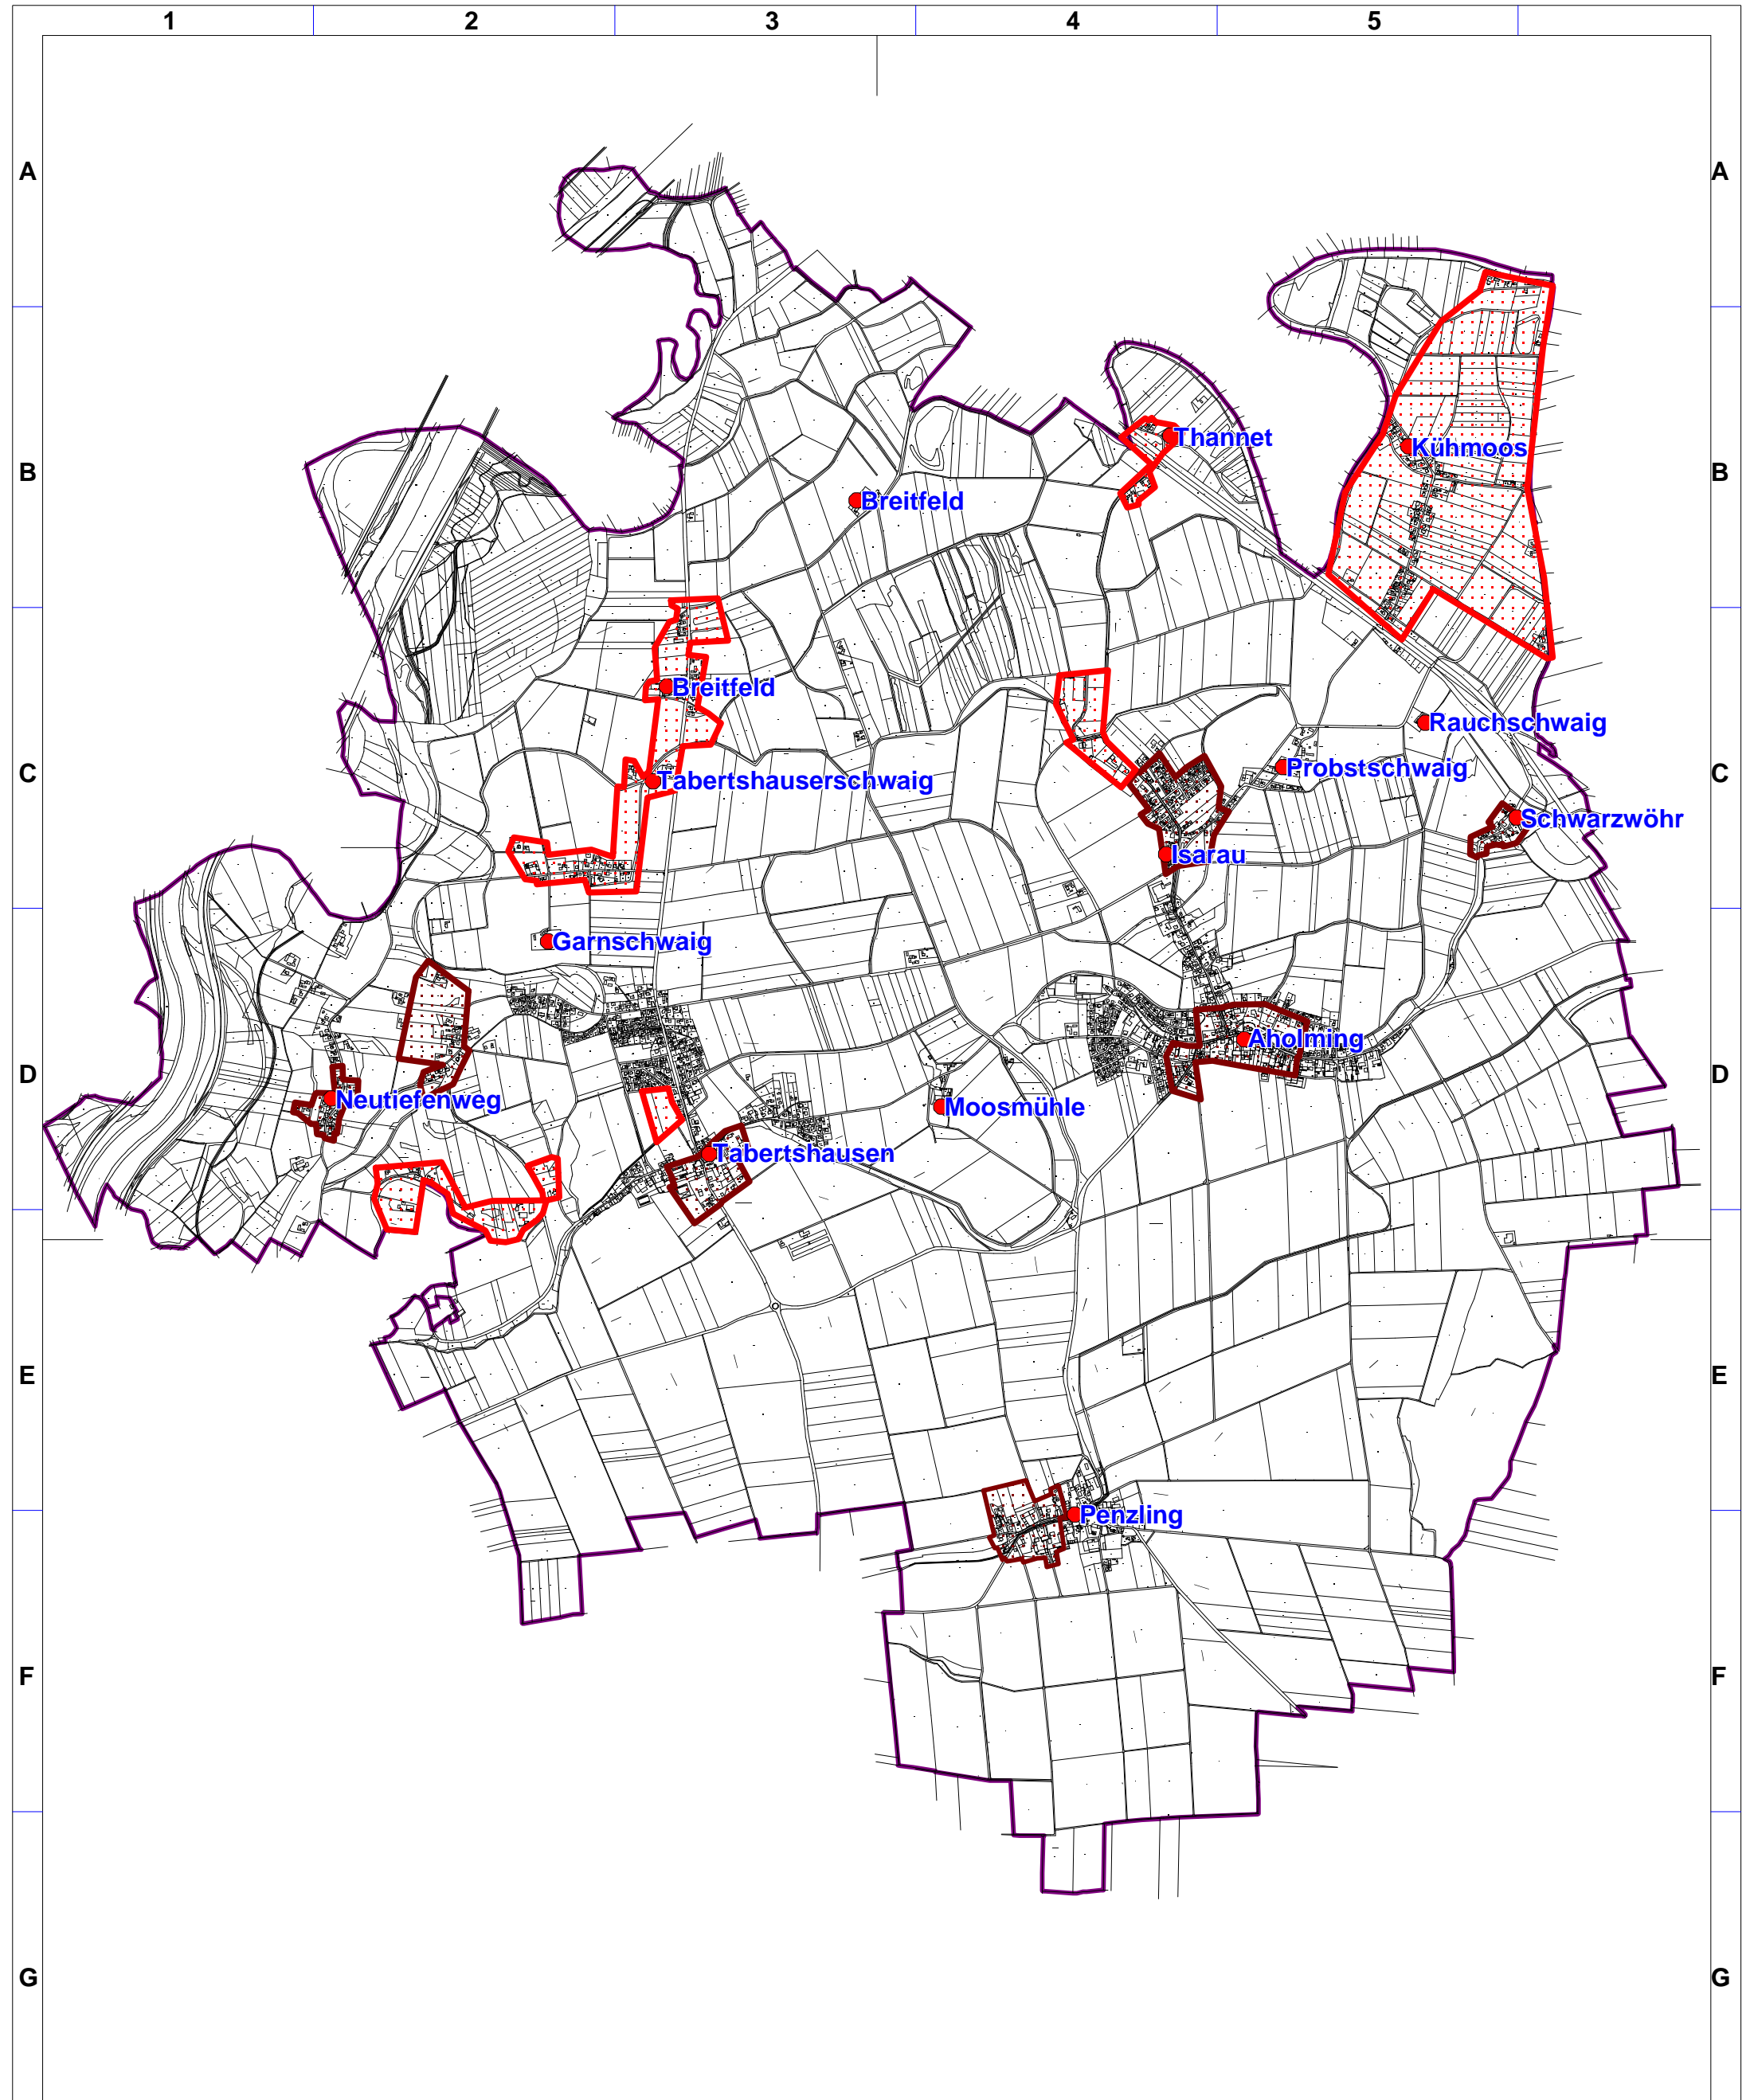 1 2 3 4 5
A A
Thannet
Kühmoos
B B
Breitfeld
Breitfeld
Rauchschwaig
Probstschwaig
C C
Tabertshauserschwaig
Schwarzwöhr
Isarau
Garnschwaig
Aholming
D D
Neutiefenweg
Moosmühle
Tabertshausen
E E
Penzling
F F
G G